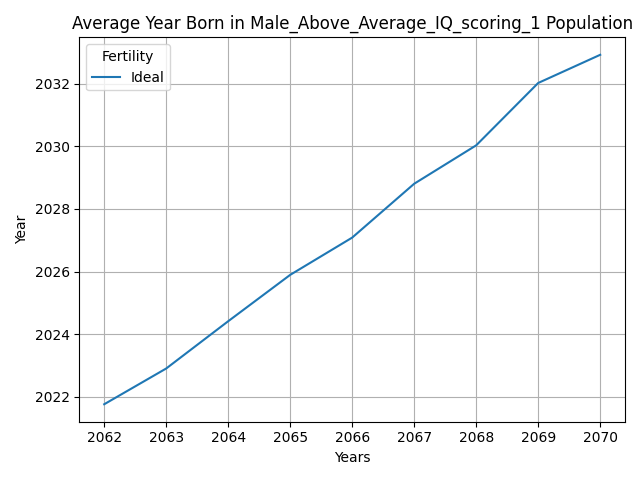 Average Year Born in Male_Above_Average_IQ_scoring_1 Population
Fertility
Ideal
2032
2030
2028
2026
2024
2022
Year
2062 2063 2064 2065 2066 2067 2068 2069 2070
Years